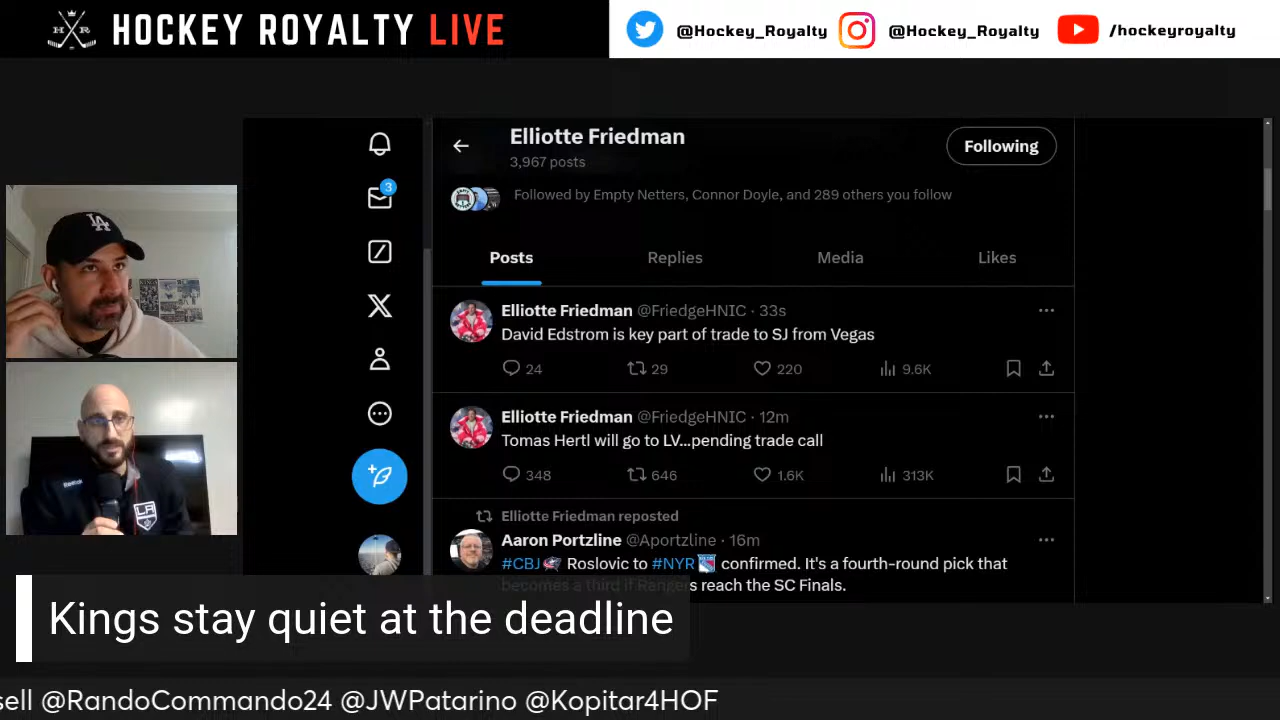 HOCKEY ROYALTY LIVE
H R
@Hockey_Royalty
@Hockey_Royalty
/hockeyroyalty
Elliotte Friedman
3,967 posts
Following
3
Followed by Empty Netters, Connor Doyle, and 289 others you follow
Posts
Replies
Media
Likes
Elliotte Friedman @FriedgeHNIC · 33s
David Edstrom is key part of trade to SJ from Vegas
24
29
220
9.6K
Elliotte Friedman @FriedgeHNIC · 12m
Tomas Hertl will go to LV...pending trade call
348
646
1.6K
313K
Elliotte Friedman reposted
Aaron Portzline @Aportzline · 16m
#CBJ Roslovic to #NYR confirmed. It's a fourth-round pick that
becomes a third if Rangers reach the SC Finals.
LA
Reebok
LA
Kings stay quiet at the deadline
sell @RandoCommando24 @JWPatarino @Kopitar4HOF